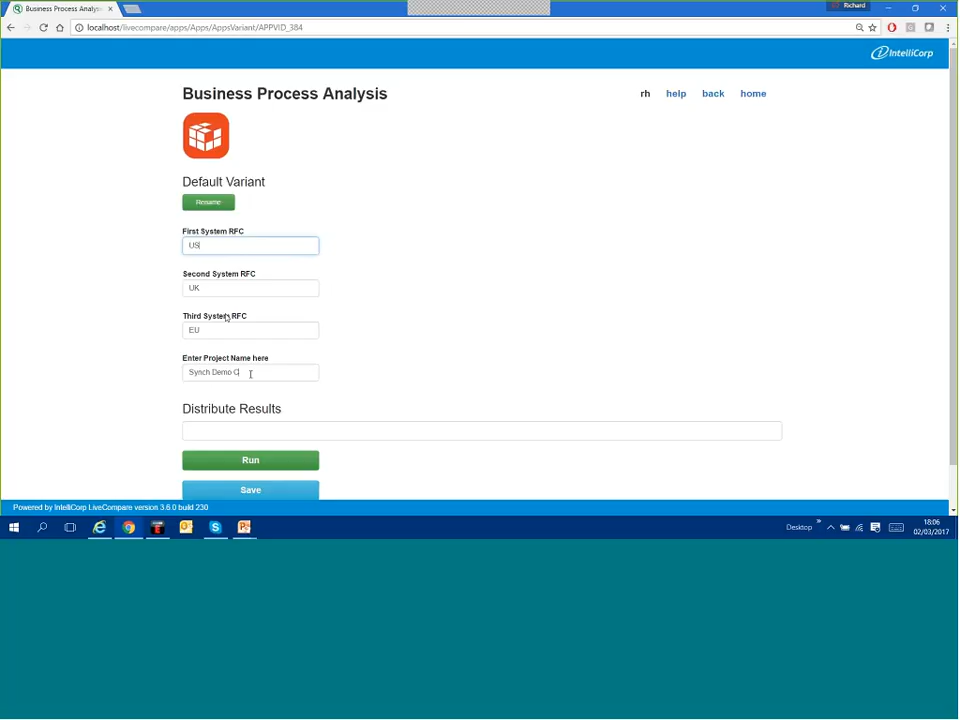 Business Process Analysis
Richard
localhost/livecompare/apps/Apps/AppsVariant/APPVID_384
IntelliCorp
Business Process Analysis
rh help back home
Default Variant
Rename
First System RFC
US
Second System RFC
UK
Third System RFC
EU
Enter Project Name here
Synch Demo C
Distribute Results
Run
Save
Powered by IntelliCorp LiveCompare version 3.6.0 build 230
Desktop
18:06
02/03/2017